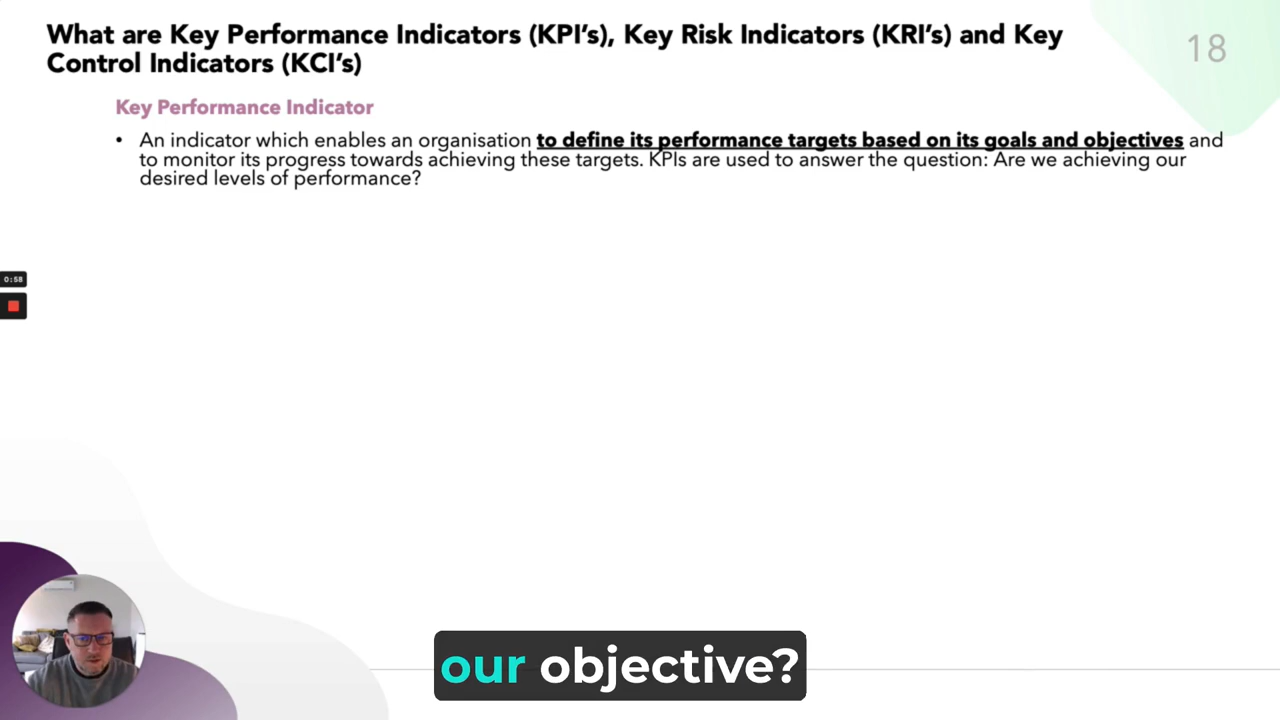 What are Key Performance Indicators (KPI's), Key Risk Indicators (KRI's) and Key
Control Indicators (KCI's)
18
Key Performance Indicator
• An indicator which enables an organisation to define its performance targets based on its goals and objectives and
to monitor its progress towards achieving these targets. KPIs are used to answer the question: Are we achieving our
desired levels of performance?
0:58
our objective?